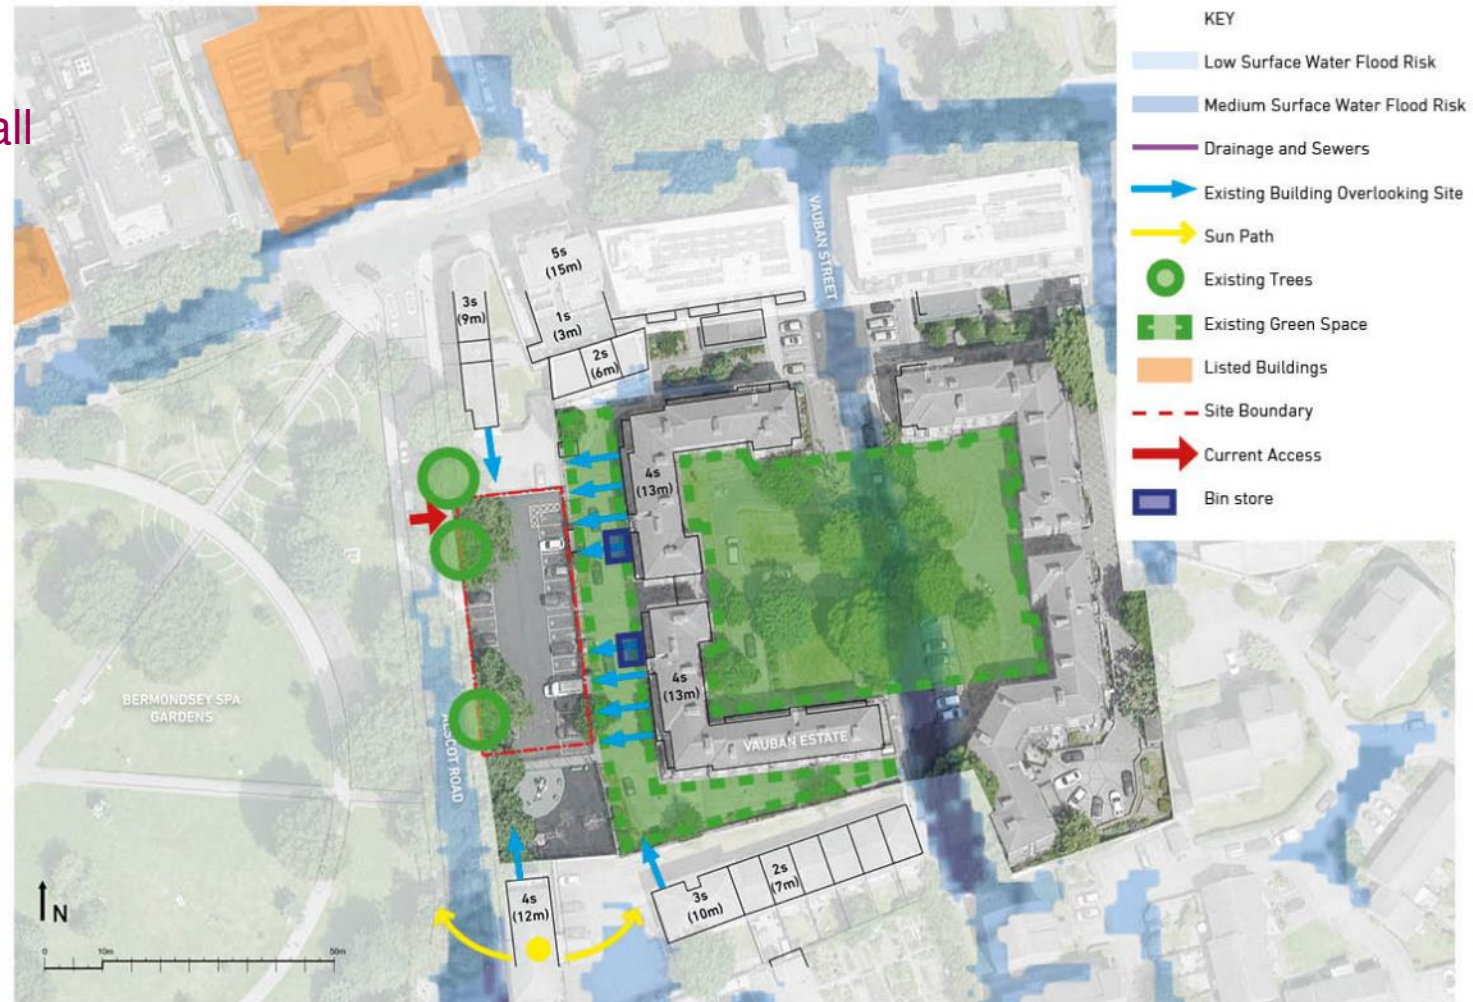 all
KEY
Low Surface Water Flood Risk
Medium Surface Water Flood Risk
Drainage and Sewers
Existing Building Overlooking Site
Sun Path
Existing Trees
Existing Green Space
Listed Buildings
Site Boundary
Current Access
Bin store
VAUBAN STREET
5s
(15m)
3s
(9m)
1s
(3m)
2s
(6m)
4s
(13m)
4s
(13m)
BERMONDSEY SPA
GARDENS
ALSCOT ROAD
VAUBAN ESTATE
2s
(7m)
3s
(10m)
4s
(12m)
N
0
10m
50m